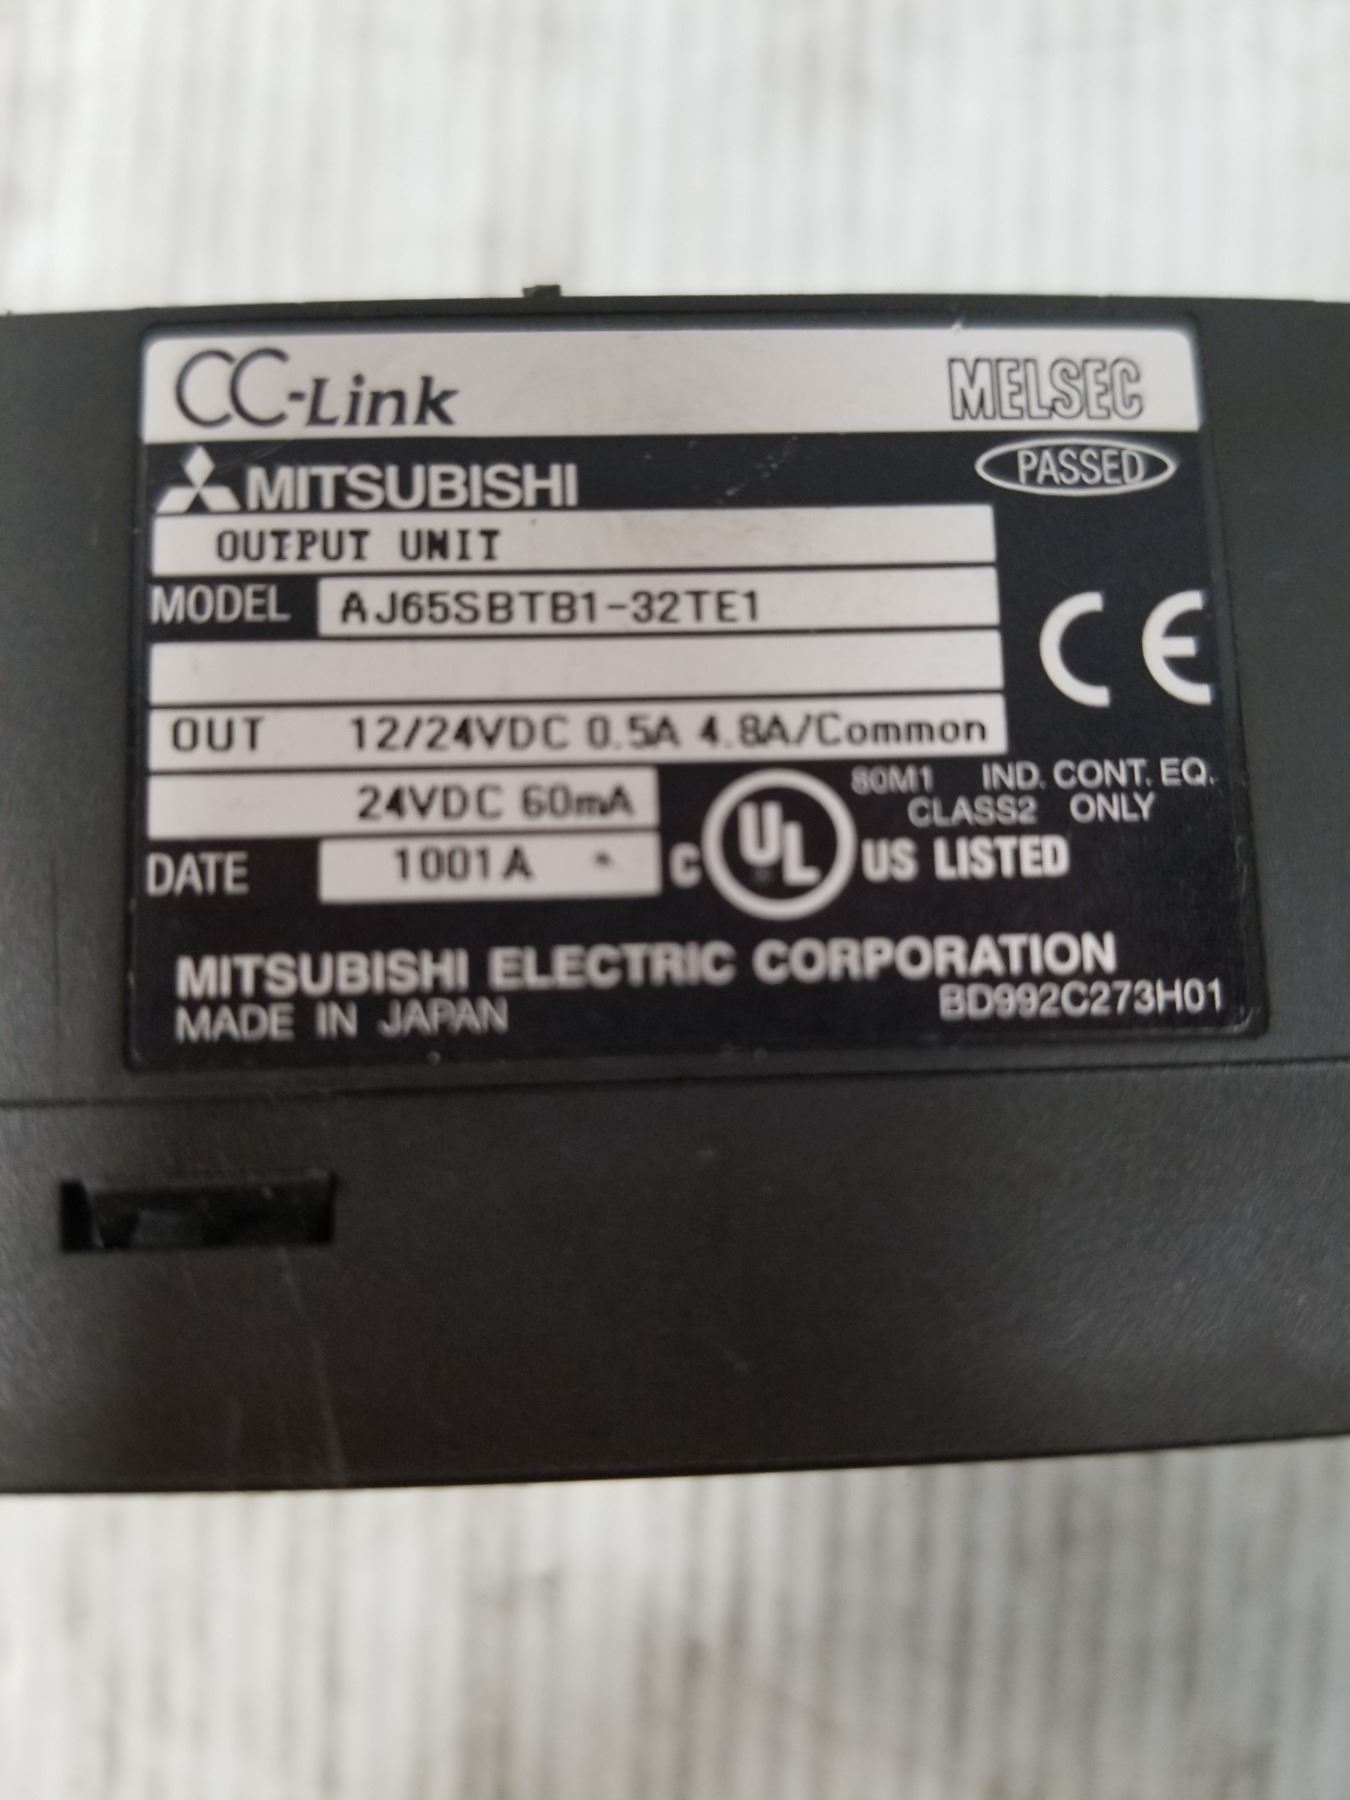 CC-Link MELSEC
MITSUBISHI PASSED
OUTPUT UNIT
MODEL AJ65SBTB1-32TE1
CE
OUT 12/24VDC 0.5A 4.8A/Common
24VDC 60mA
80M1 IND. CONT. EQ.
CLASS2 ONLY
DATE 1001A
C UL US LISTED
MITSUBISHI ELECTRIC CORPORATION
MADE IN JAPAN BD992C273H01